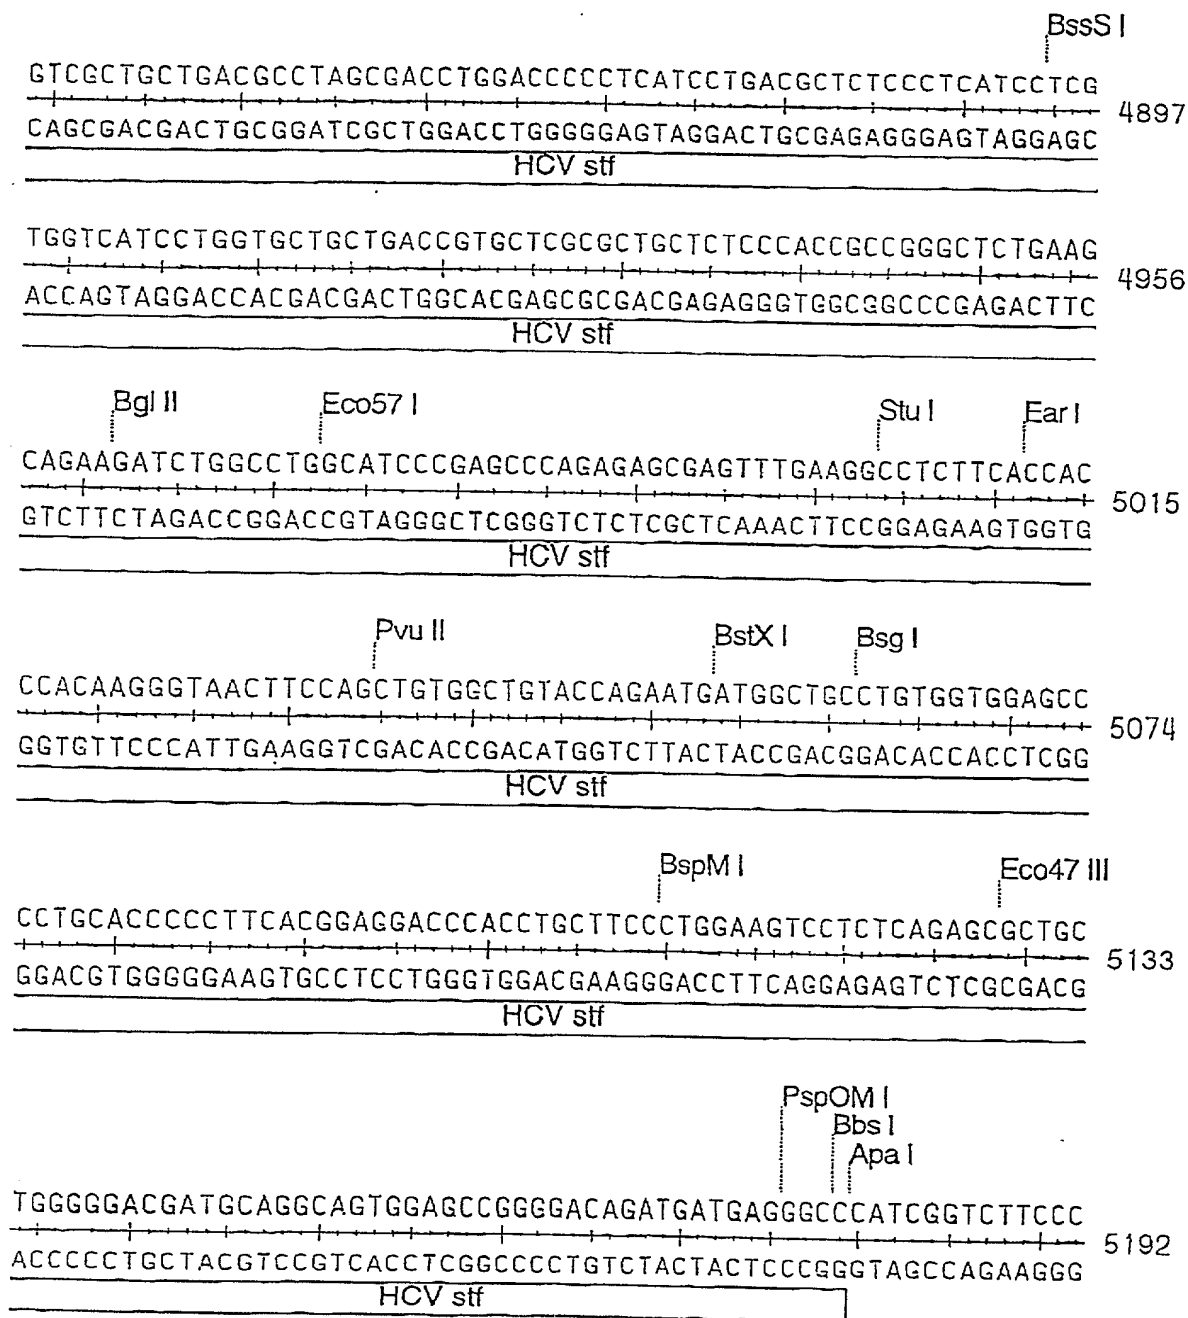 BssS I
GTCGCTGCTGACGCCTAGCGACCTGGACCCCCTCATCCTGACGCTCTCCCTCATCCTCG
4897
CAGCGACGACTGCGGATCGCTGGACCTGGGGGAGTAGGACTGCGAGAGGGAGTAGGAGC
HCV stf
TGGTCATCCTGGTGCTGCTGACCGTGCTCGCGCTGCTCTCCCACCGCCGGGCTCTGAAG
4956
ACCAGTAGGACCACGACGACTGGCACGAGCGCGACGAGAGGGTGGCGGCCCGAGACTTC
HCV stf
Bgl II Eco57 I Stu I Ear I
CAGAAGATCTGGCCTGGCATCCCGAGCCCAGAGAGCGAGTTTGAAGGCCTCTTCACCAC
5015
GTCTTCTAGACCGGACCGTAGGGCTCGGGTCTCTCGCTCAAACTTCCGGAGAAGTGGTG
HCV stf
Pvu II BstX I Bsg I
CCACAAGGGTAACTTCCAGCTGTGGCTGTACCAGAATGATGGCTGCCTGTGGTGGAGCC
5074
GGTGTTCCCATTGAAGGTCGACACCGACATGGTCTTACTACCGACGGACACCACCTCGG
HCV stf
BspM I Eco47 III
CCTGCACCCCCTTCACGGAGGACCCACCTGCTTCCCTGGAAGTCCTCTCAGAGCGCTGC
5133
GGACGTGGGGGAAGTGCCTCCTGGGTGGACGAAGGGACCTTCAGGAGAGTCTCGCGACG
HCV stf
PspOM I
Bbs I
Apa I
TGGGGGACGATGCAGGCAGTGGAGCCGGGGACAGATGATGAGGGCCCATCGGTCTTCCC
5192
ACCCCCTGCTACGTCCGTCACCTCGGCCCCTGTCTACTACTCCCGGGTAGCCAGAAGGG
HCV stf